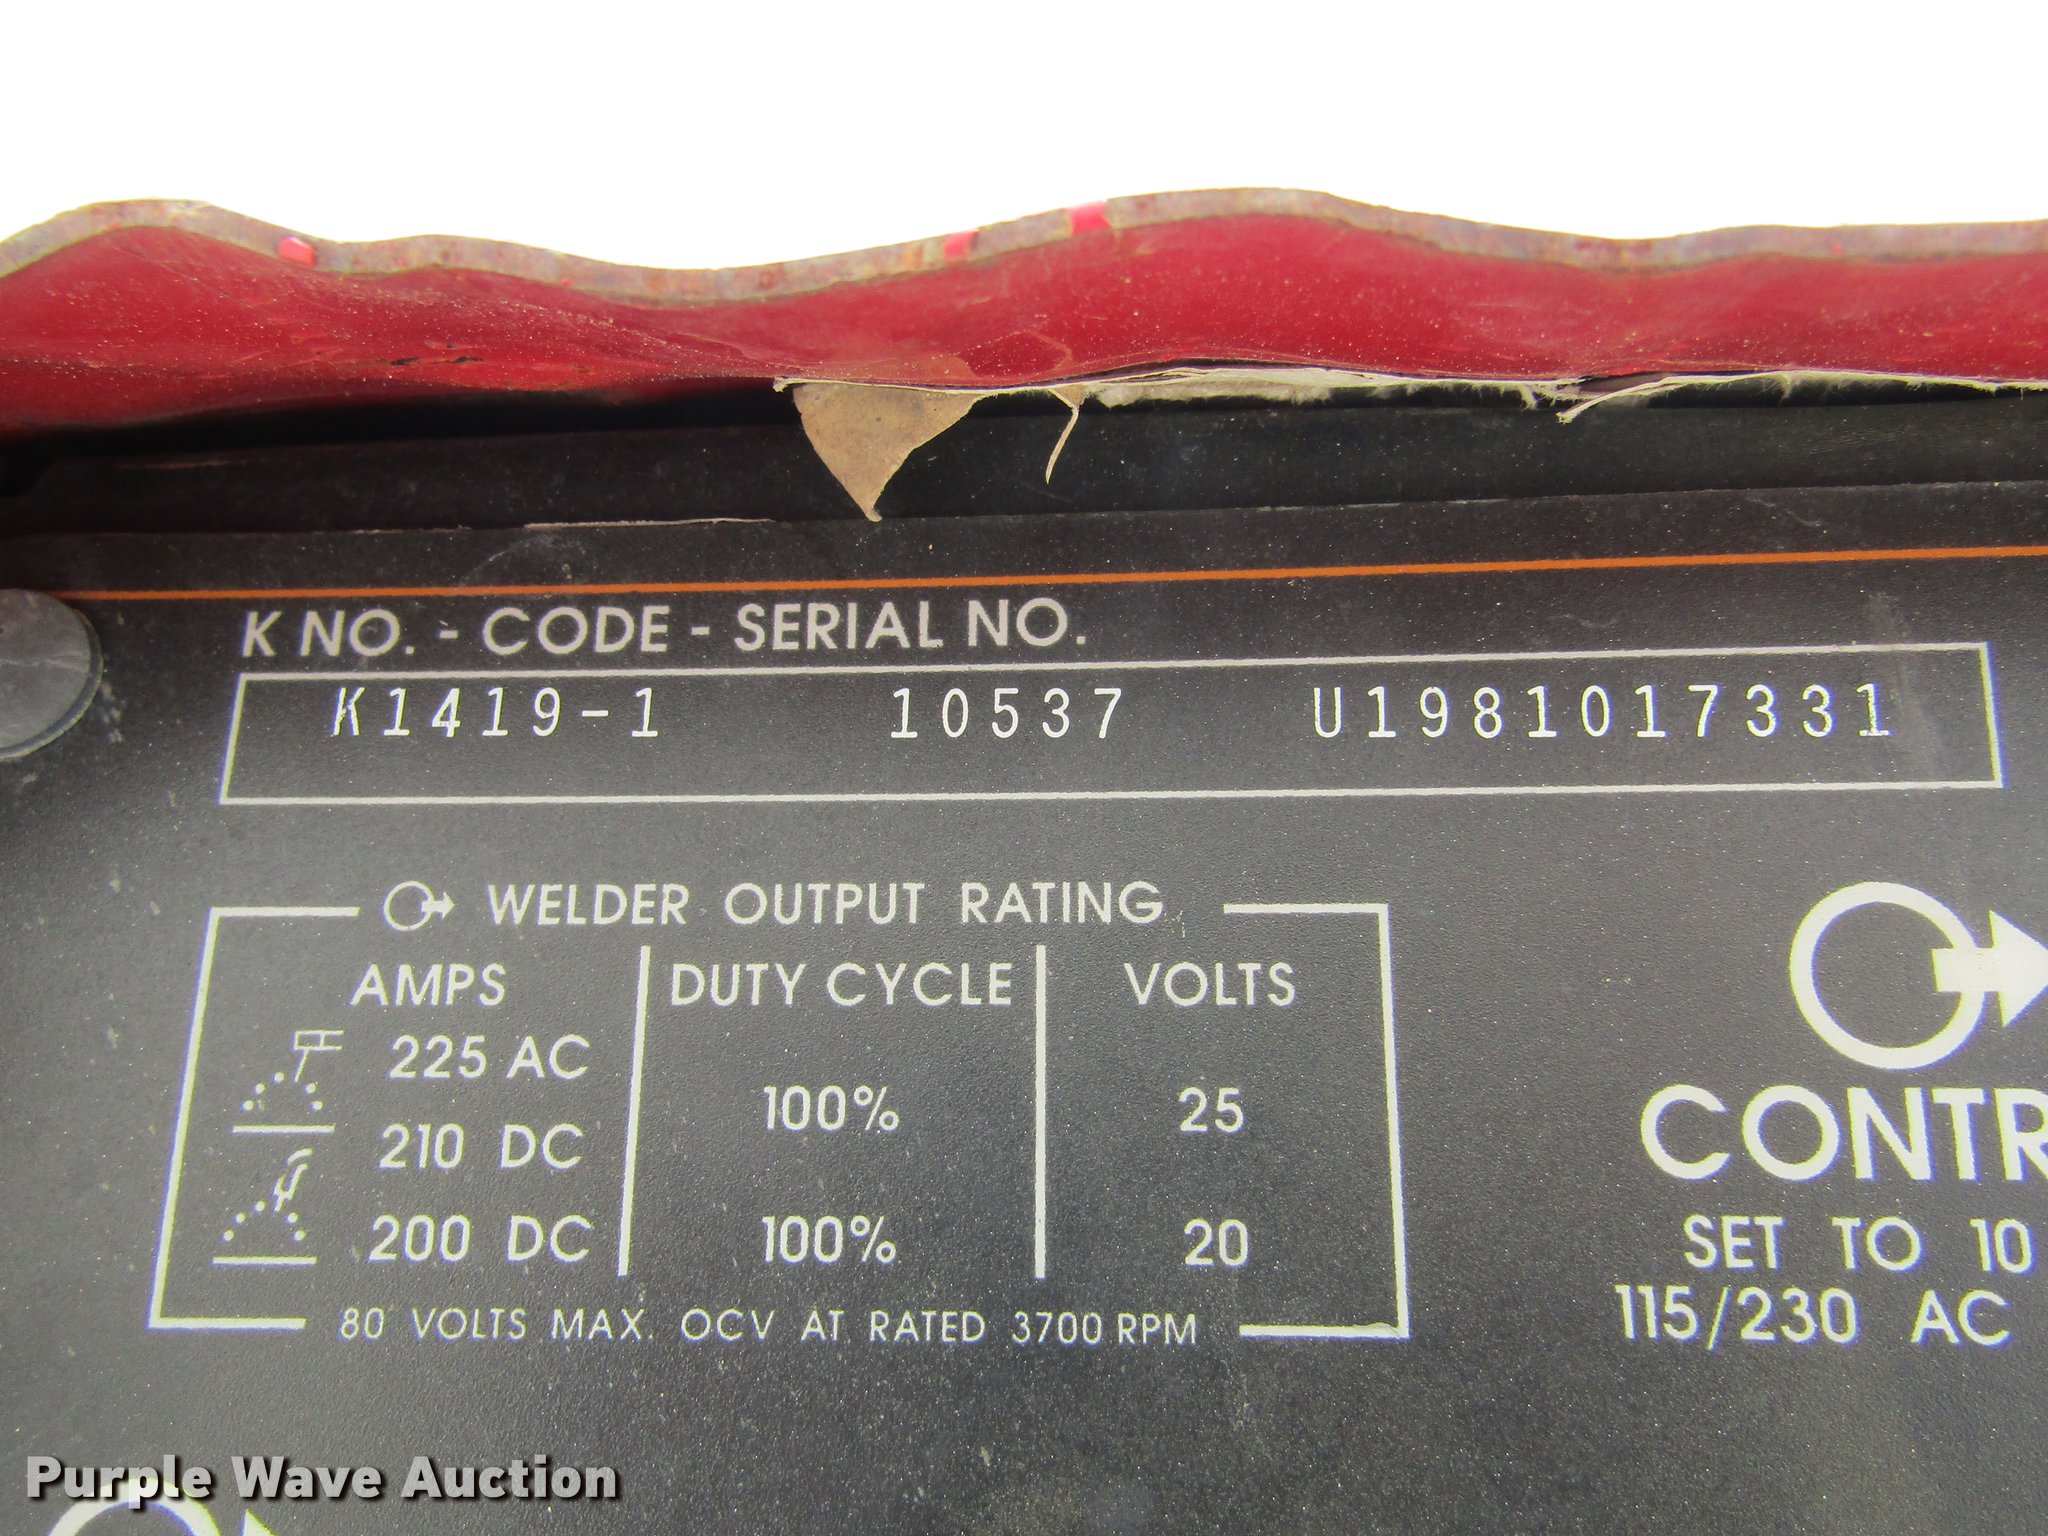 K NO. - CODE - SERIAL NO.
K1419-1 10537 U1981017331
WELDER OUTPUT RATING
AMPS DUTY CYCLE VOLTS
225 AC
100% 25
210 DC
200 DC 100% 20
80 VOLTS MAX. OCV AT RATED 3700 RPM
CONTR
SET TO 10
115/230 AC
Purple Wave Auction